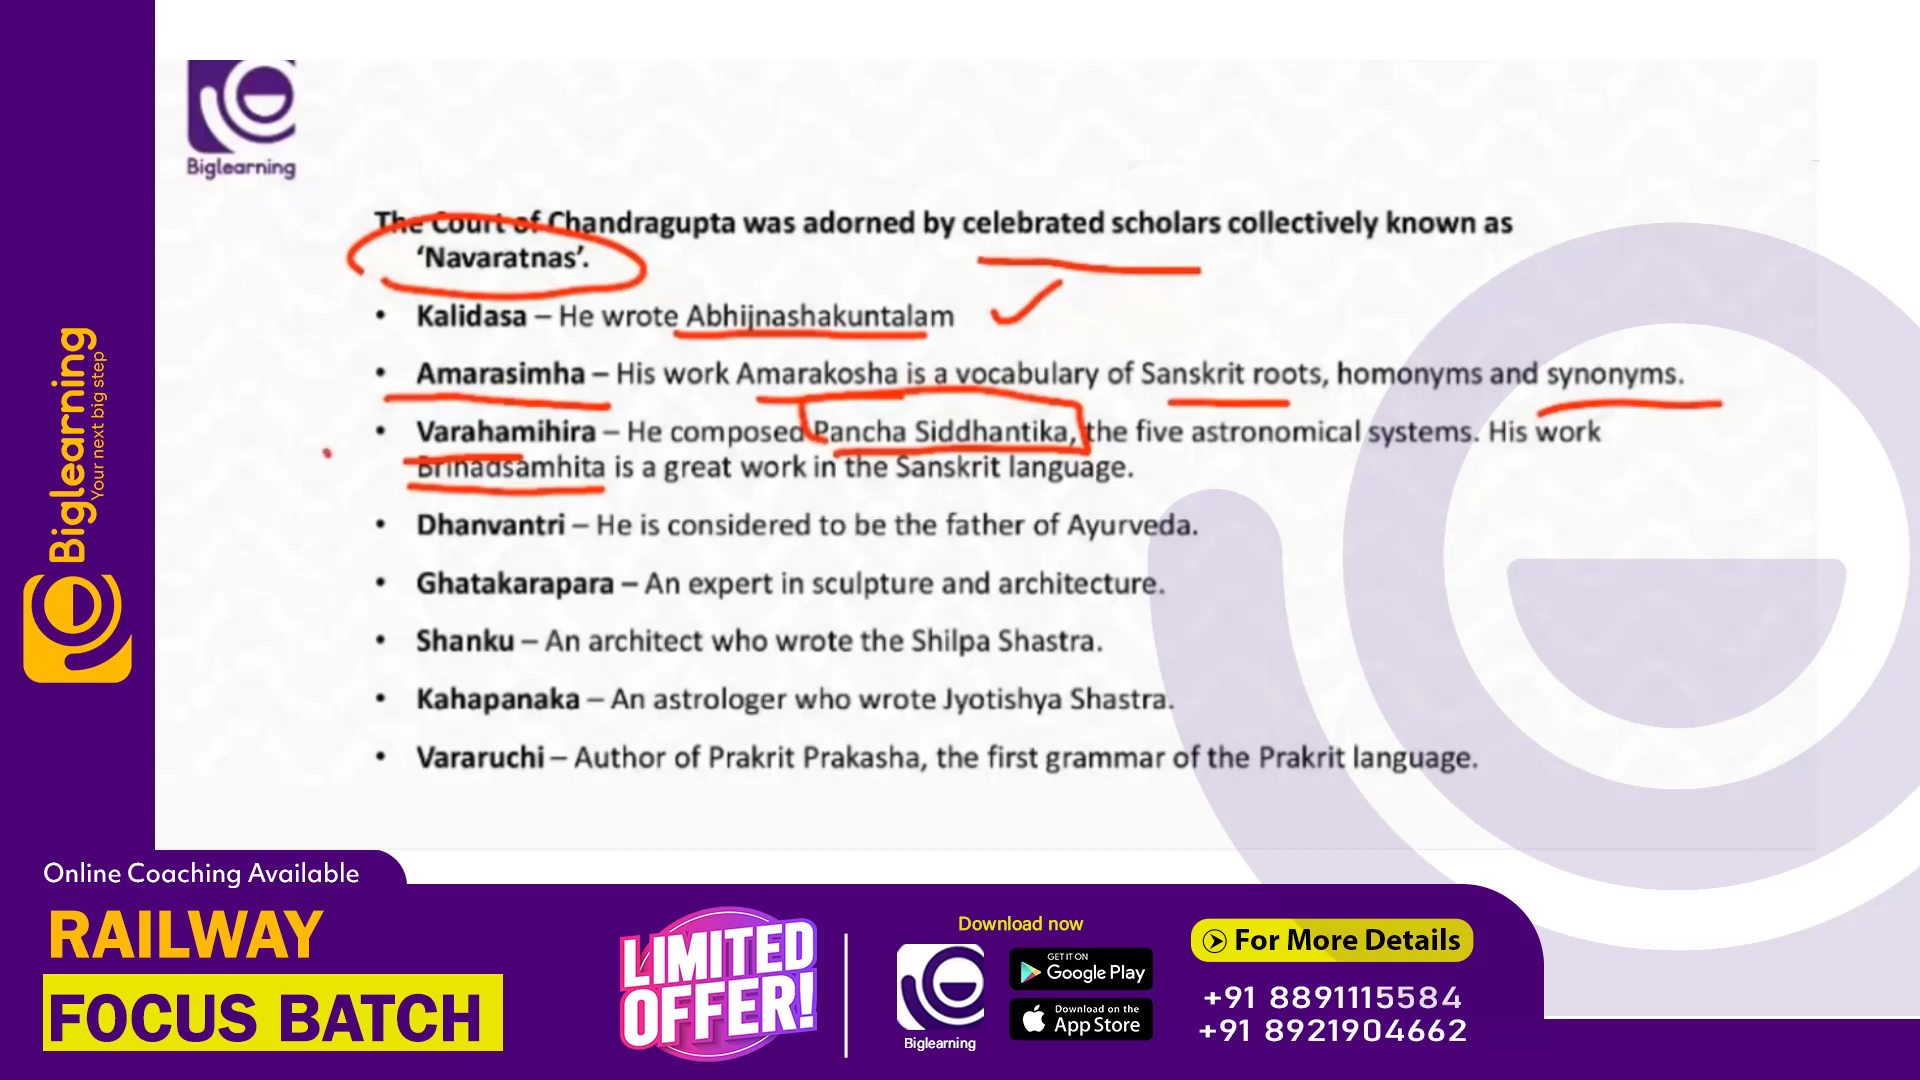 Biglearning
The Court of Chandragupta was adorned by celebrated scholars collectively known as
‘Navaratnas’.
• Kalidasa – He wrote Abhijnashakuntalam
• Amarasimha – His work Amarakosha is a vocabulary of Sanskrit roots, homonyms and synonyms.
• Varahamihira – He composed Pancha Siddhantika, the five astronomical systems. His work
Brihadsamhita is a great work in the Sanskrit language.
• Dhanvantri – He is considered to be the father of Ayurveda.
• Ghatakarapara – An expert in sculpture and architecture.
• Shanku – An architect who wrote the Shilpa Shastra.
• Kahapanaka – An astrologer who wrote Jyotishya Shastra.
• Vararuchi – Author of Prakrit Prakasha, the first grammar of the Prakrit language.
Biglearning
Your next big step
Online Coaching Available
RAILWAY
FOCUS BATCH
LIMITED
OFFER!
Download now
GET IT ON
Google Play
Download on the
App Store
Biglearning
For More Details
+91 8891115584
+91 8921904662